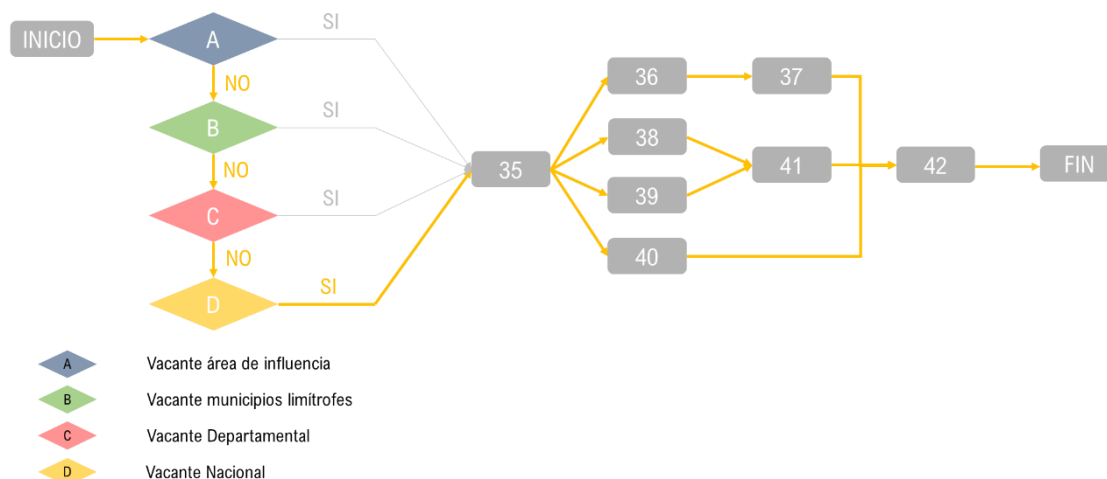 INICIO
A
SI
NO
B
SI
NO
C
SI
NO
D
SI
35
36
37
38
39
40
41
42
FIN
A Vacante área de influencia
B Vacante municipios limítrofes
C Vacante Departamental
D Vacante Nacional